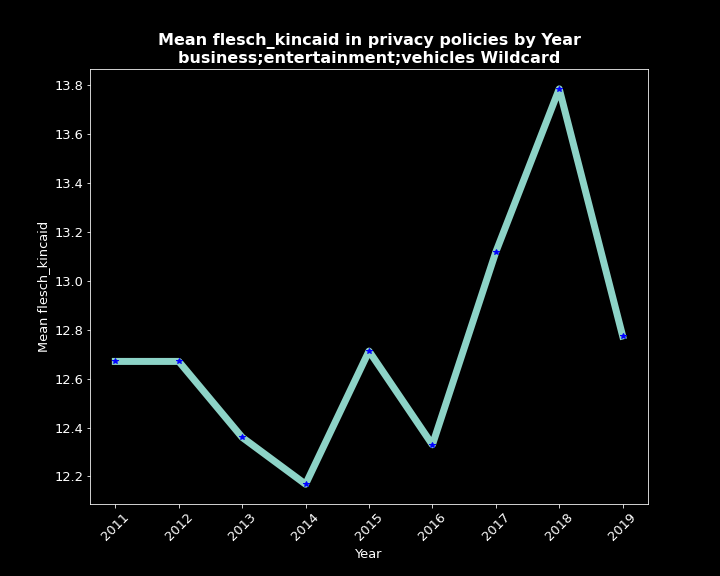 Mean flesch_kincaid in privacy policies by Year
business;entertainment;vehicles Wildcard
13.8
13.6
13.4
13.2
13.0
12.8
12.6
12.4
12.2
Mean flesch_kincaid
2011 2012 2013 2014 2015 2016 2017 2018 2019
Year